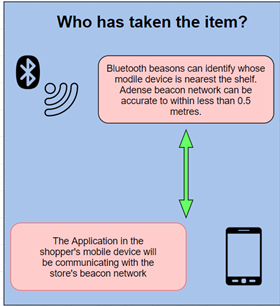 Who has taken the item?
Bluetooth beasons can identify whose
modile device is nearest the shelf.
Adense beacon network can be
accurate to within less than 0.5
metres.
The Application in the
shopper's mobile device will
be communicating with the
store's beacon network